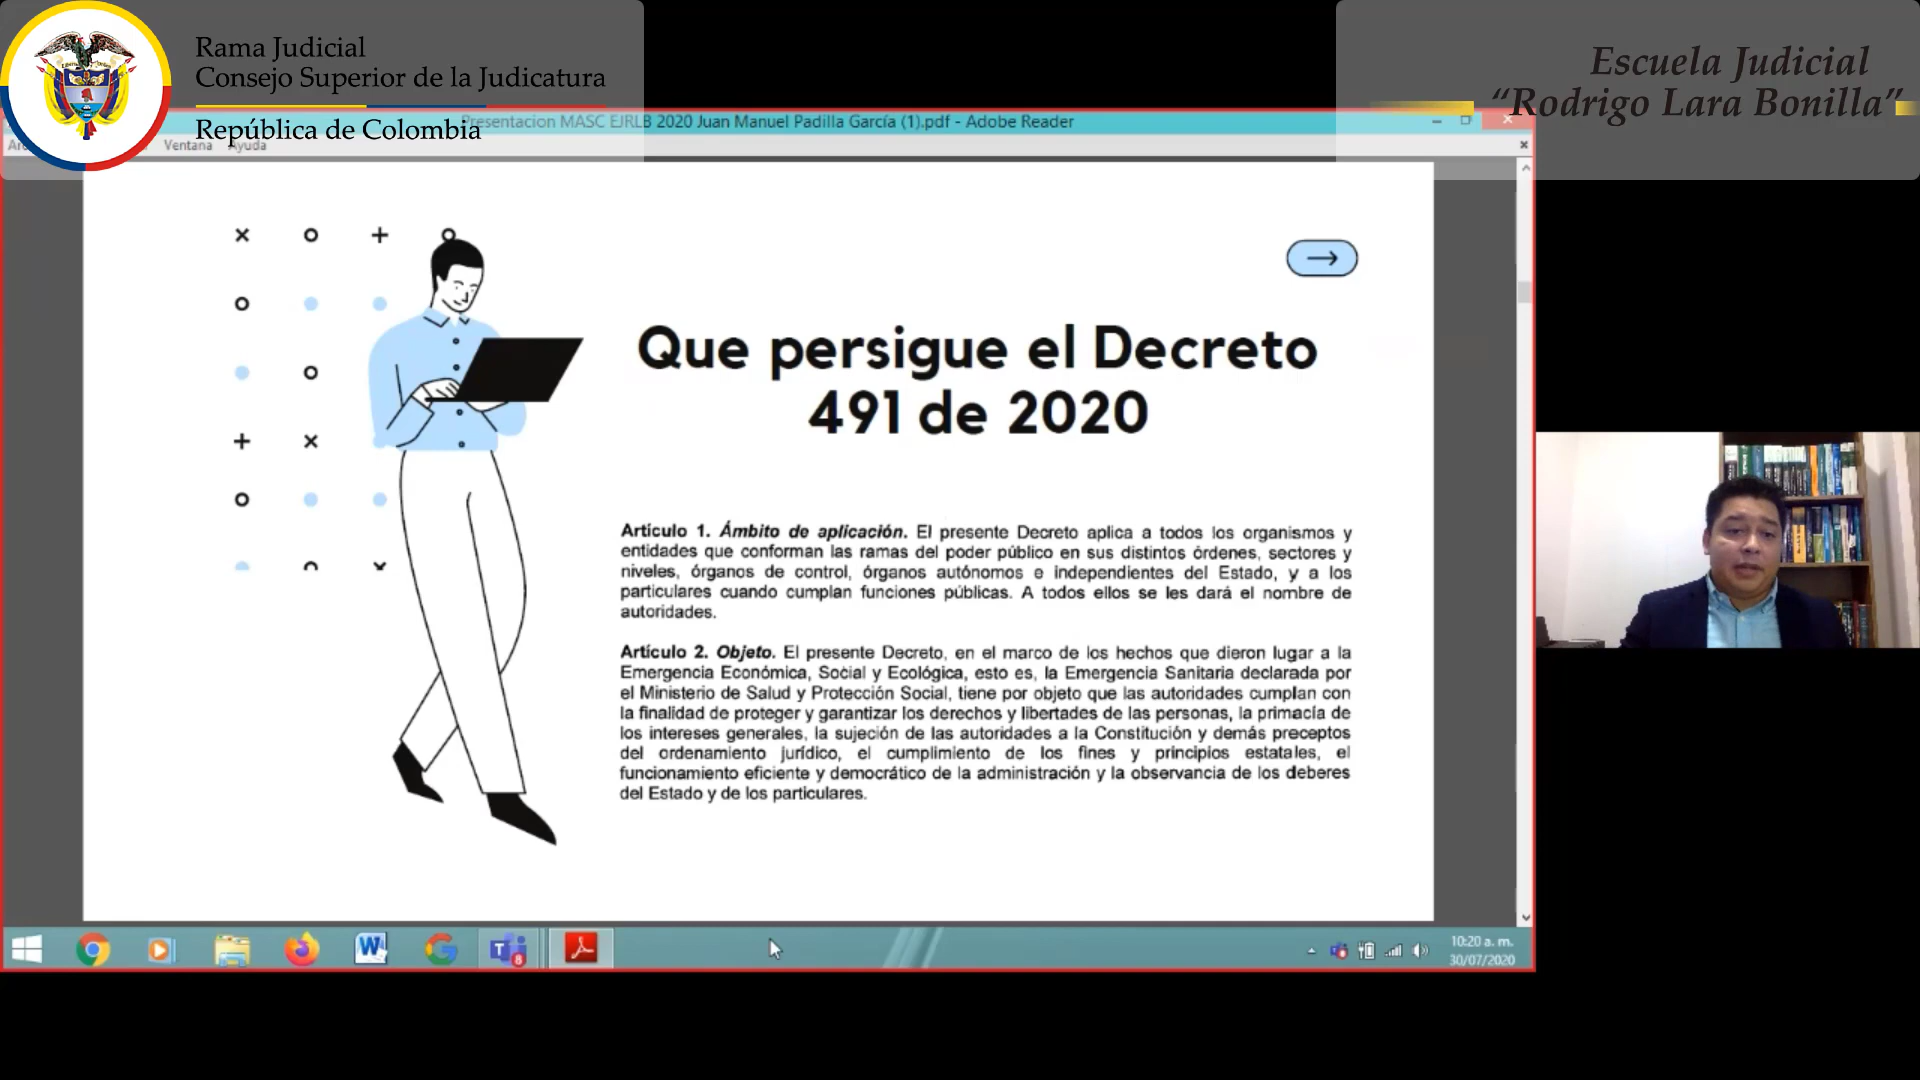 Rama Judicial
Consejo Superior de la Judicatura
República de Colombia
Escuela Judicial
“Rodrigo Lara Bonilla”
Presentacion MASC EJRLB 2020 Juan Manuel Padilla García (1).pdf - Adobe Reader
Ventana Ayuda
Que persigue el Decreto
491 de 2020
Artículo 1. Ámbito de aplicación. El presente Decreto aplica a todos los organismos y
entidades que conforman las ramas del poder público en sus distintos órdenes, sectores y
niveles, órganos de control, órganos autónomos e independientes del Estado, y a los
particulares cuando cumplan funciones públicas. A todos ellos se les dará el nombre de
autoridades.
Artículo 2. Objeto. El presente Decreto, en el marco de los hechos que dieron lugar a la
Emergencia Económica, Social y Ecológica, esto es, la Emergencia Sanitaria declarada por
el Ministerio de Salud y Protección Social, tiene por objeto que las autoridades cumplan con
la finalidad de proteger y garantizar los derechos y libertades de las personas, la primacía de
los intereses generales, la sujeción de las autoridades a la Constitución y demás preceptos
del ordenamiento jurídico, el cumplimiento de los fines y principios estatales, el
funcionamiento eficiente y democrático de la administración y la observancia de los deberes
del Estado y de los particulares.
10:20 a. m.
30/07/2020